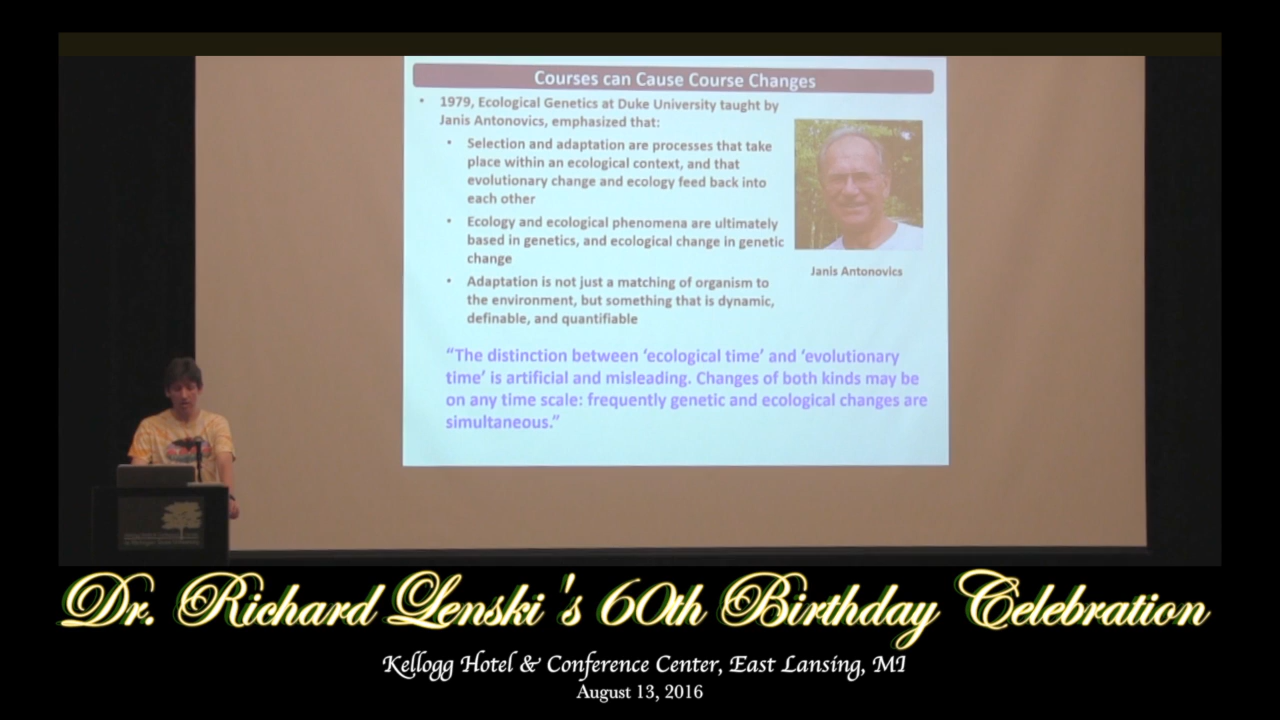 Courses can Cause Course Changes
• 1979, Ecological Genetics at Duke University taught by
Janis Antonovics, emphasized that:
• Selection and adaptation are processes that take
place within an ecological context, and that
evolutionary change and ecology feed back into
each other
• Ecology and ecological phenomena are ultimately
based in genetics, and ecological change in genetic
change
• Adaptation is not just a matching of organism to
the environment, but something that is dynamic,
definable, and quantifiable
Janis Antonovics
“The distinction between ‘ecological time’ and ‘evolutionary
time’ is artificial and misleading. Changes of both kinds may be
on any time scale: frequently genetic and ecological changes are
simultaneous.”
Dr. Richard Lenski's 60th Birthday Celebration
Kellogg Hotel & Conference Center, East Lansing, MI
August 13, 2016